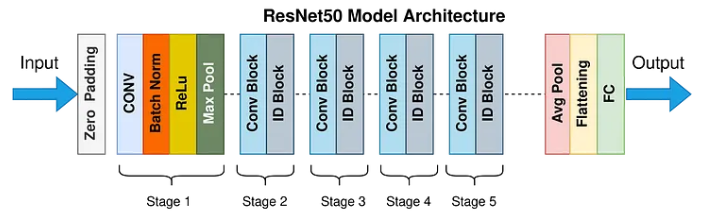 ResNet50 Model Architecture
Input
Zero Padding
CONV
Batch Norm
ReLu
Max Pool
Conv Block
ID Block
Conv Block
ID Block
Conv Block
ID Block
Conv Block
ID Block
Avg Pool
Flattening
FC
Output
Stage 1
Stage 2
Stage 3
Stage 4
Stage 5